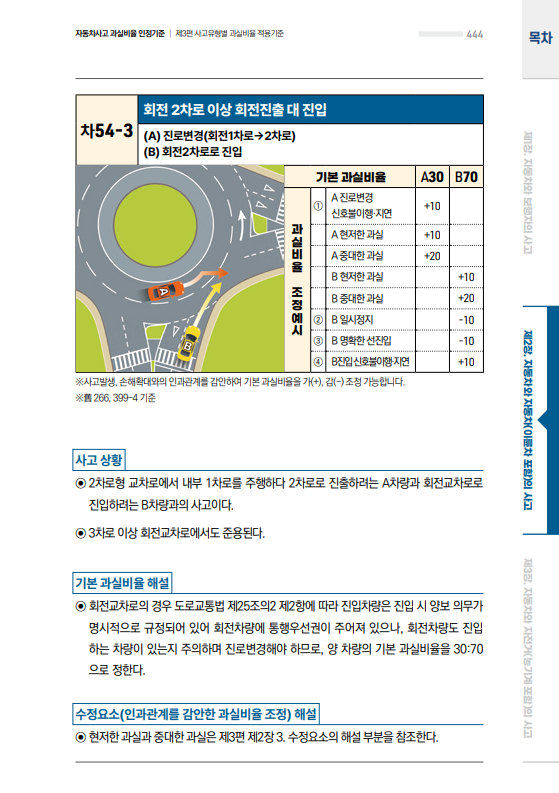 자동차사고 과실비율 인정기준 | 제3편 사고유형별 과실비율 적용기준
444
목차
차54-3
회전 2차로 이상 회전진출 대 진입
(A) 진로변경(회전1차로→2차로)
(B) 회전2차로로 진입
기본 과실비율 A30 B70
과실비율 조정예시
① A 진로변경 신호불이행·지연 +10
A 현저한 과실 +10
A 중대한 과실 +20
B 현저한 과실 +10
B 중대한 과실 +20
② B 일시정지 -10
③ B 명확한 선진입 -10
④ B진입 신호불이행·지연 +10
A
B
※사고발생, 손해확대와의 인과관계를 감안하여 기본 과실비율을 가(+), 감(-) 조정 가능합니다.
※舊 266, 399-4 기준
사고 상황
◉ 2차로형 교차로에서 내부 1차로를 주행하다 2차로로 진출하려는 A차량과 회전교차로로
진입하려는 B차량과의 사고이다.
◉ 3차로 이상 회전교차로에서도 준용된다.
기본 과실비율 해설
◉ 회전교차로의 경우 도로교통법 제25조의2 제2항에 따라 진입차량은 진입 시 양보 의무가
명시적으로 규정되어 있어 회전차량에 통행우선권이 주어져 있으나, 회전차량도 진입
하는 차량이 있는지 주의하며 진로변경해야 하므로, 양 차량의 기본 과실비율을 30:70
으로 정한다.
수정요소(인과관계를 감안한 과실비율 조정) 해설
◉ 현저한 과실과 중대한 과실은 제3편 제2장 3. 수정요소의 해설 부분을 참조한다.
제1장. 자동차와 보행자의 사고
제2장. 자동차와 자동차(이륜차 포함)의 사고
제3장. 자동차와 자전거(농기계 포함)의 사고